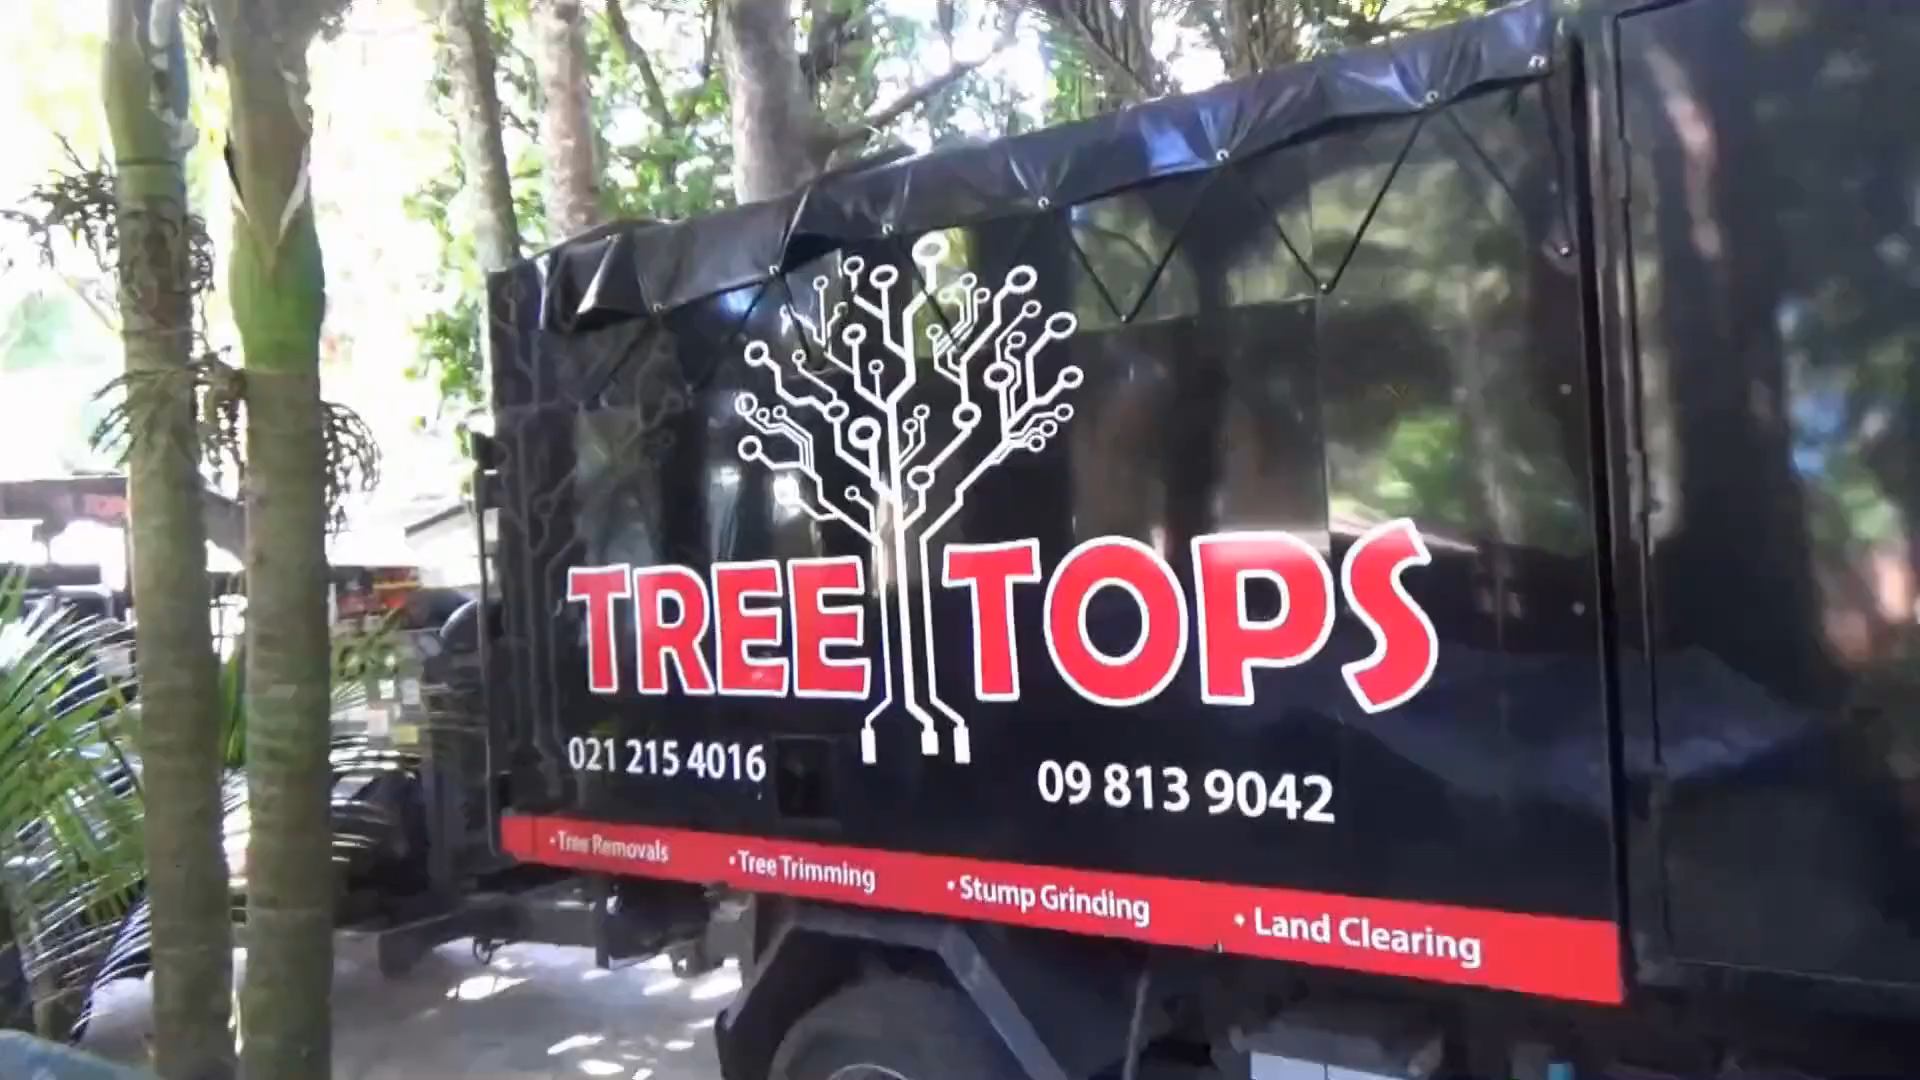 TREE TOPS
021 215 4016
09 813 9042
• Tree Removals • Tree Trimming • Stump Grinding • Land Clearing